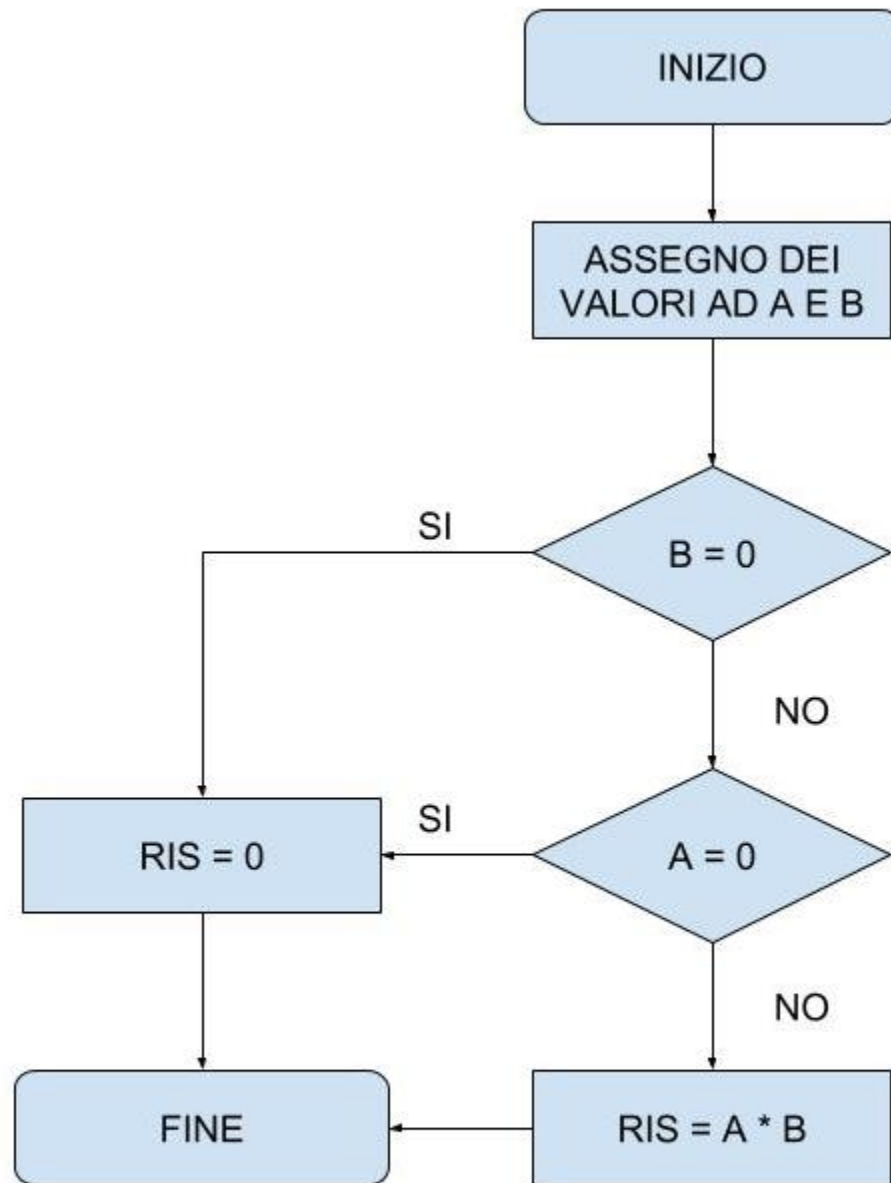 INIZIO
ASSEGNO DEI
VALORI AD A E B
SI
B = 0
NO
RIS = 0
SI
A = 0
NO
FINE
RIS = A * B